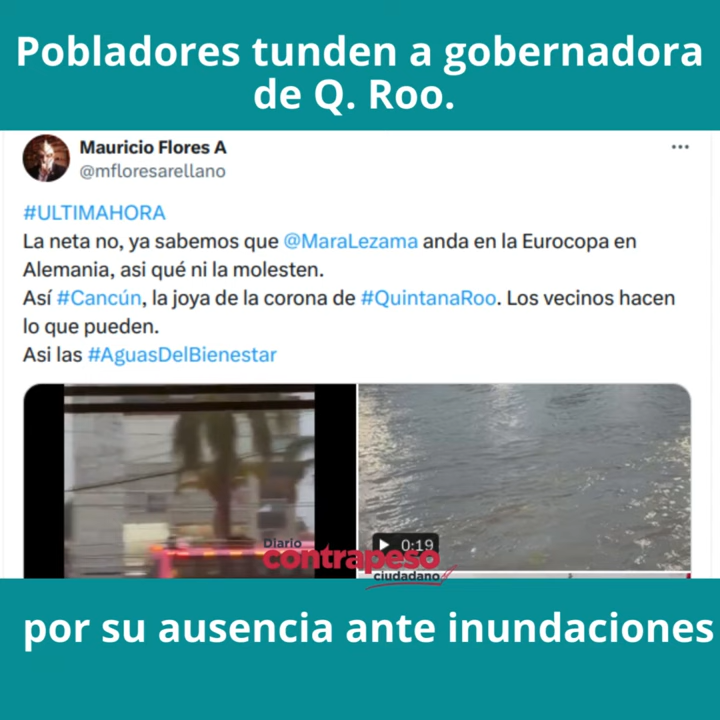 Pobladores tunden a gobernadora
de Q. Roo.
Mauricio Flores A
@mfloresarellano
#ULTIMAHORA
La neta no, ya sabemos que @MaraLezama anda en la Eurocopa en
Alemania, asi qué ni la molesten.
Así #Cancún, la joya de la corona de #QuintanaRoo. Los vecinos hacen
lo que pueden.
Asi las #AguasDelBienestar
0:19
Diario
contrapeso
ciudadano
por su ausencia ante inundaciones